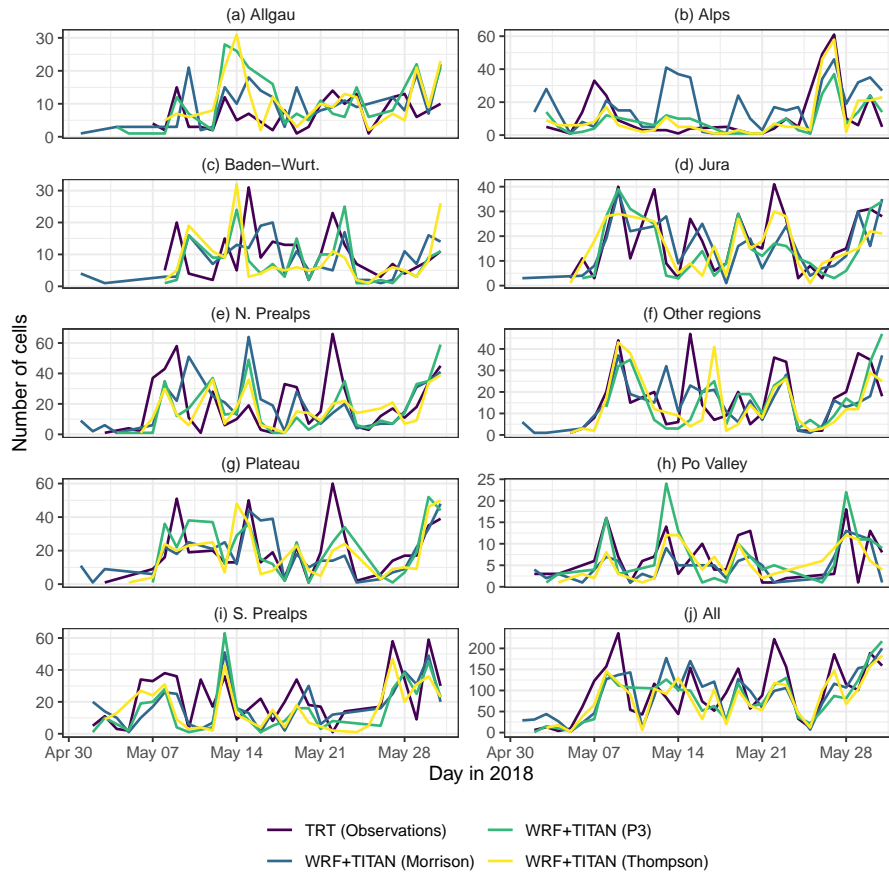 (a) Allgau
(b) Alps
30
20
10
0
60
40
20
0
(c) Baden−Wurt.
(d) Jura
30
20
10
0
40
30
20
10
0
(e) N. Prealps
(f) Other regions
60
40
20
0
40
30
20
10
0
(g) Plateau
(h) Po Valley
60
40
20
0
25
20
15
10
5
0
(i) S. Prealps
(j) All
60
40
20
0
200
150
100
50
0
Apr 30 May 07 May 14 May 21 May 28
Apr 30 May 07 May 14 May 21 May 28
Number of cells
Day in 2018
TRT (Observations)
WRF+TITAN (P3)
WRF+TITAN (Morrison)
WRF+TITAN (Thompson)